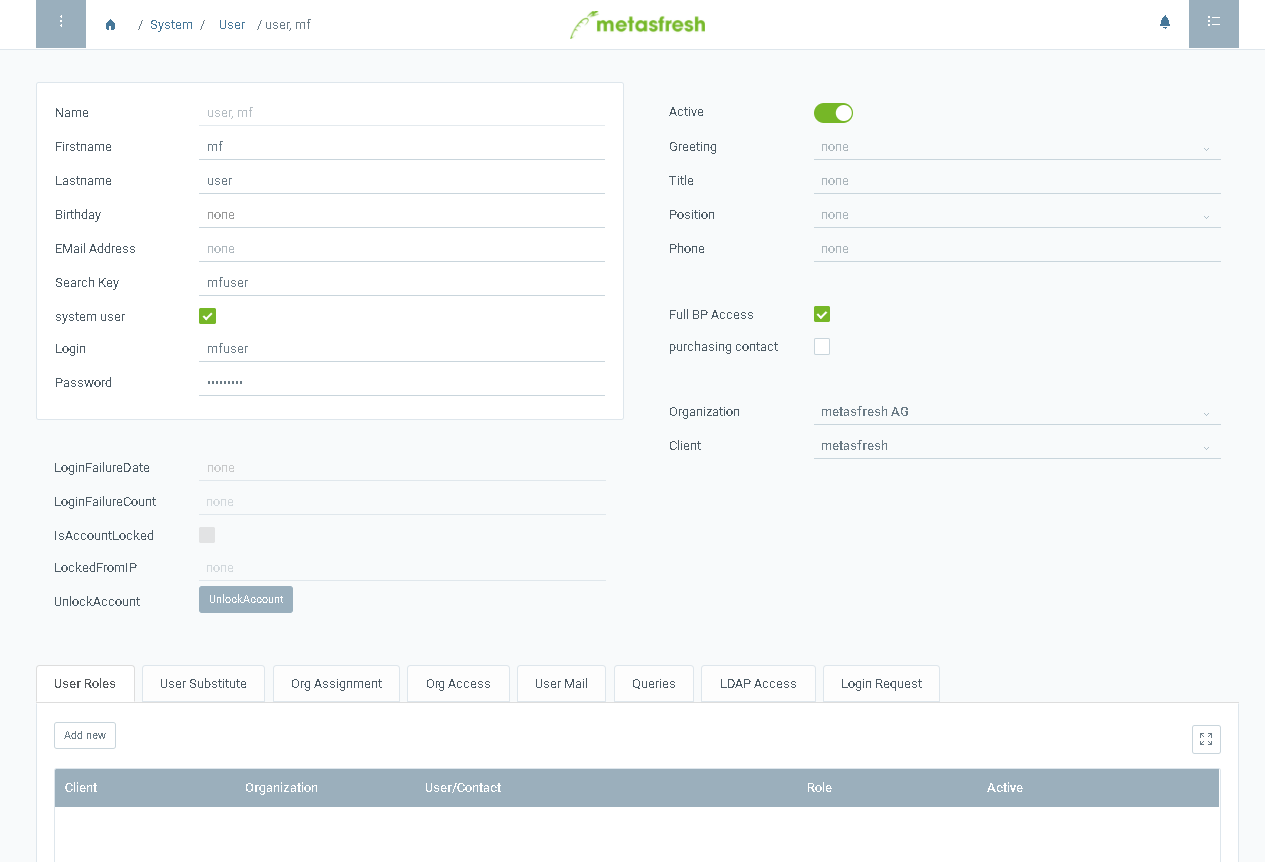 / System / User / user, mf
metasfresh
Name user, mf
Firstname mf
Lastname user
Birthday none
EMail Address none
Search Key mfuser
system user
Login mfuser
Password •••••••••
Active
Greeting none
Title none
Position none
Phone none
Full BP Access
purchasing contact
Organization metasfresh AG
Client metasfresh
LoginFailureDate none
LoginFailureCount none
IsAccountLocked
LockedFromIP none
UnlockAccount UnlockAccount
User Roles User Substitute Org Assignment Org Access User Mail Queries LDAP Access Login Request
Add new
Client Organization User/Contact Role Active